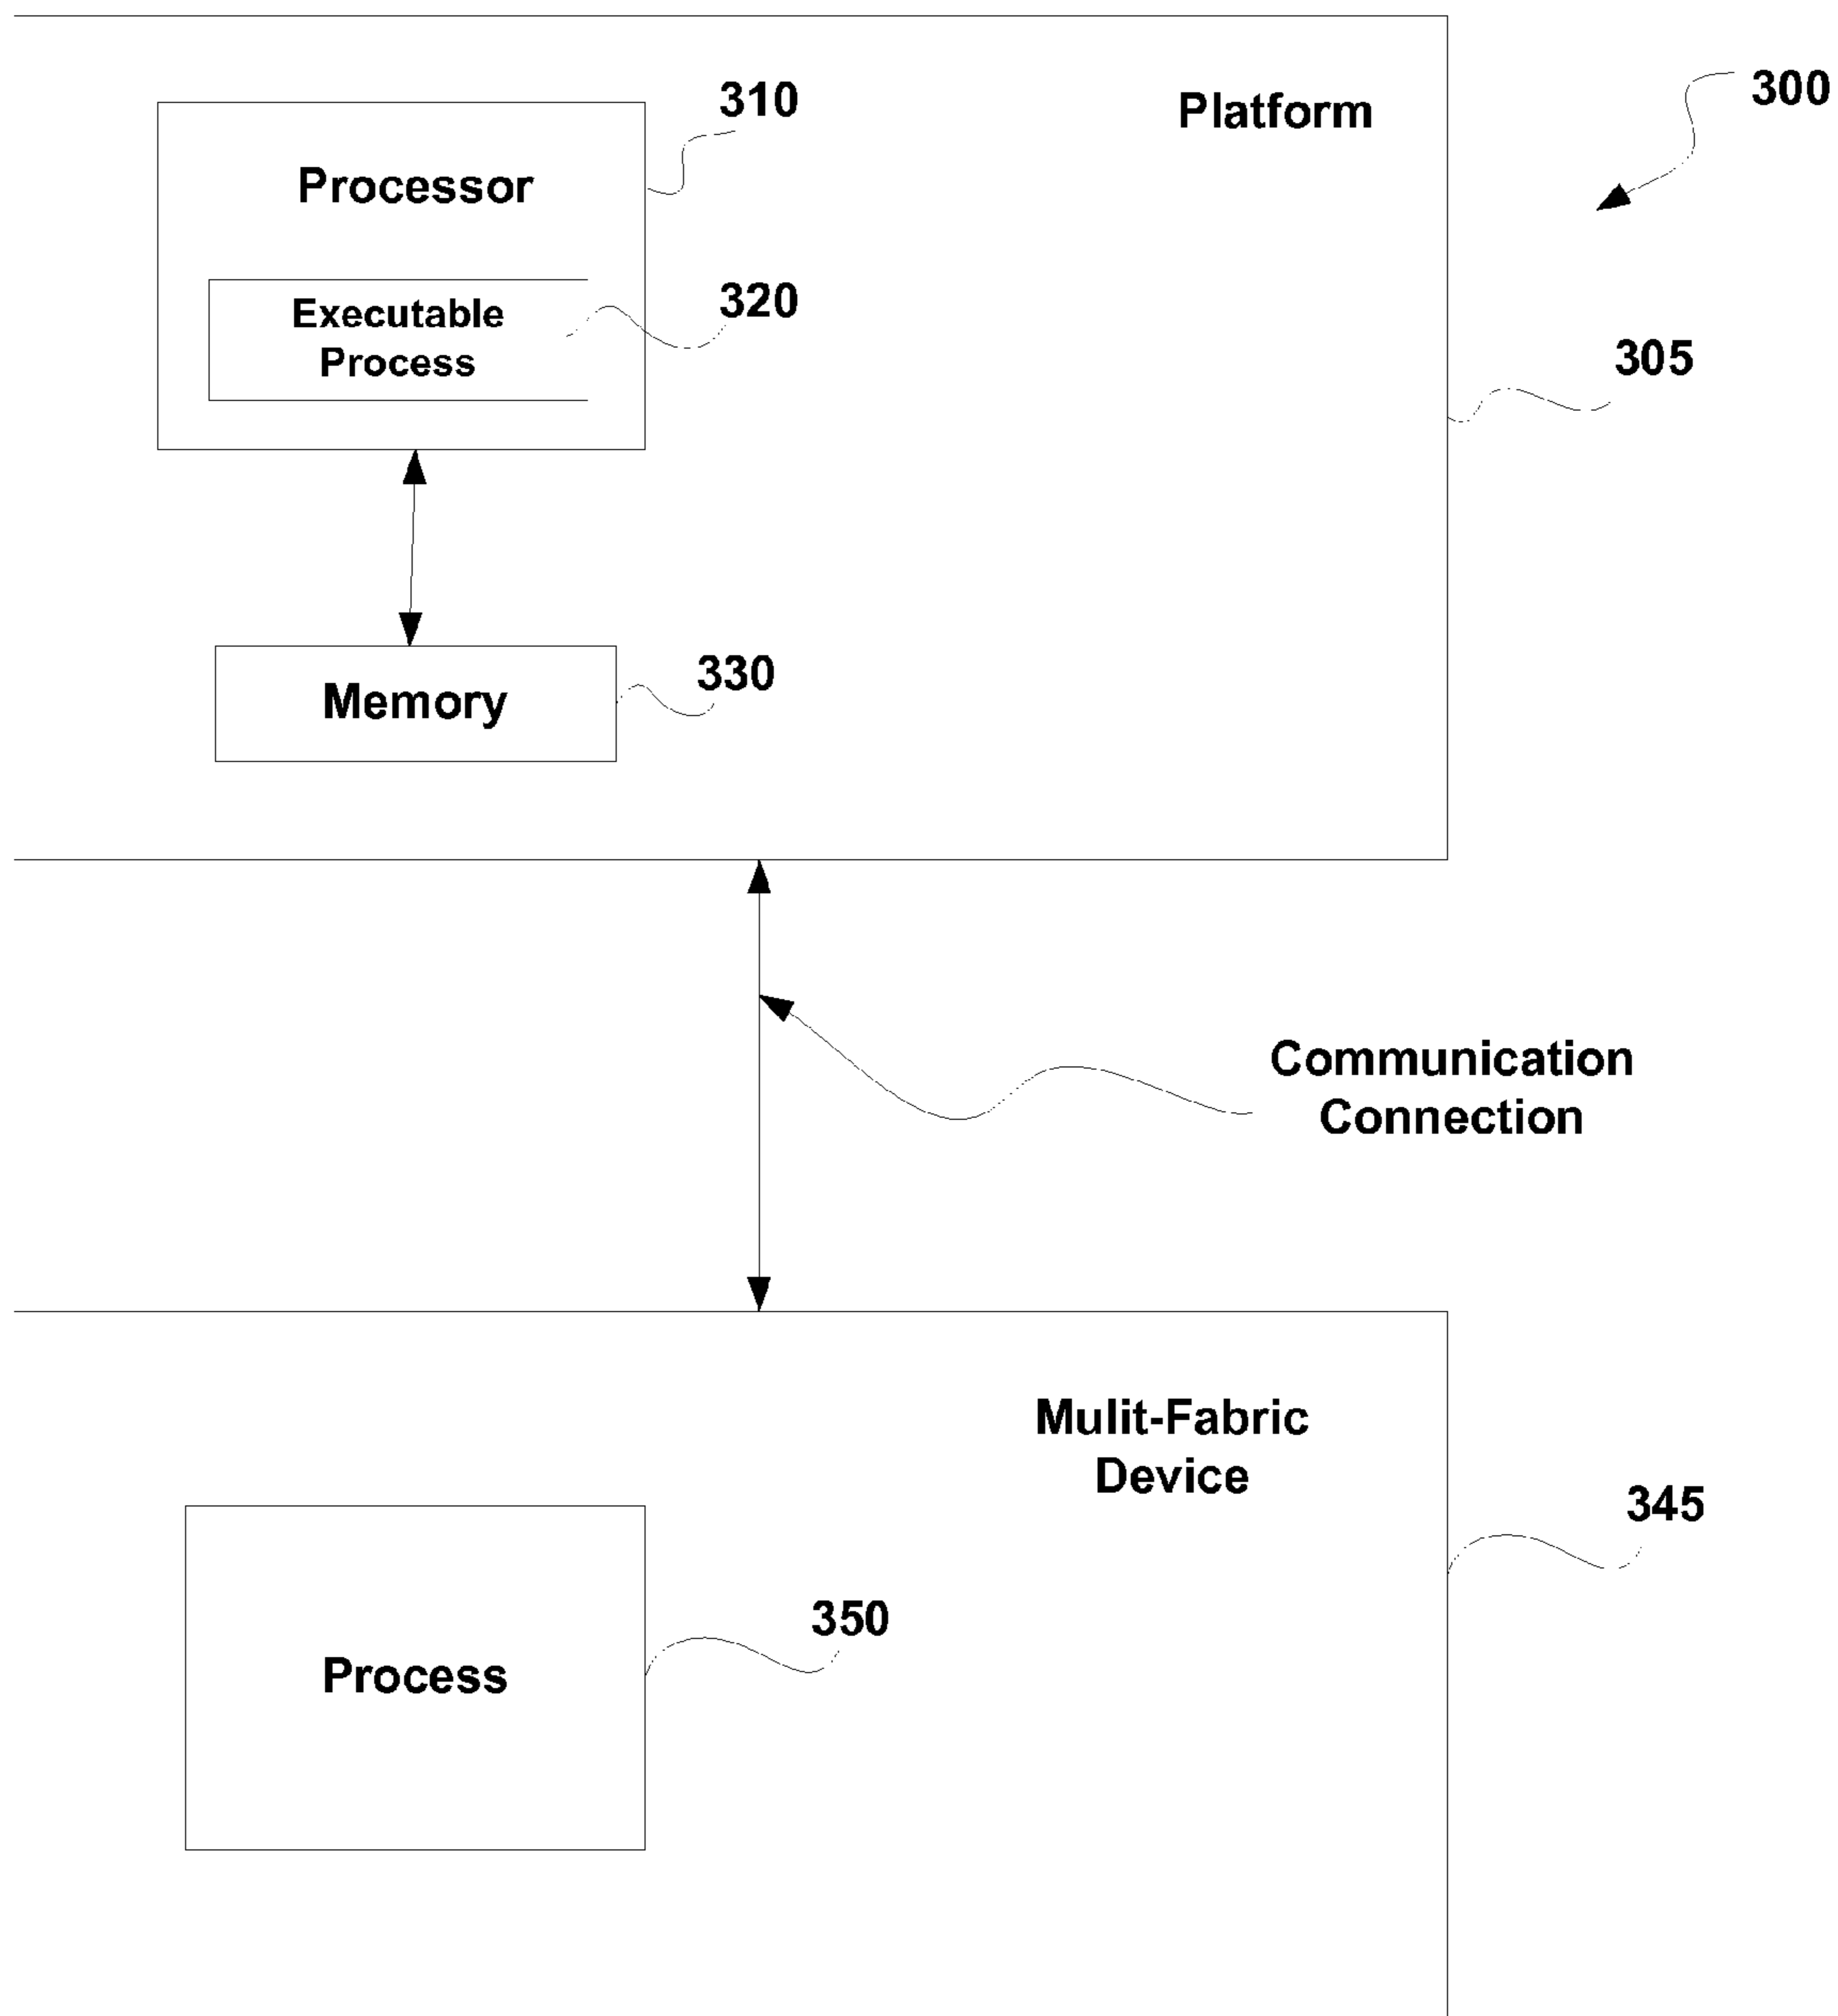 310
Platform
300
Processor
Executable
Process
320
305
330
Memory
Communication
Connection
Mulit-Fabric
Device
345
350
Process